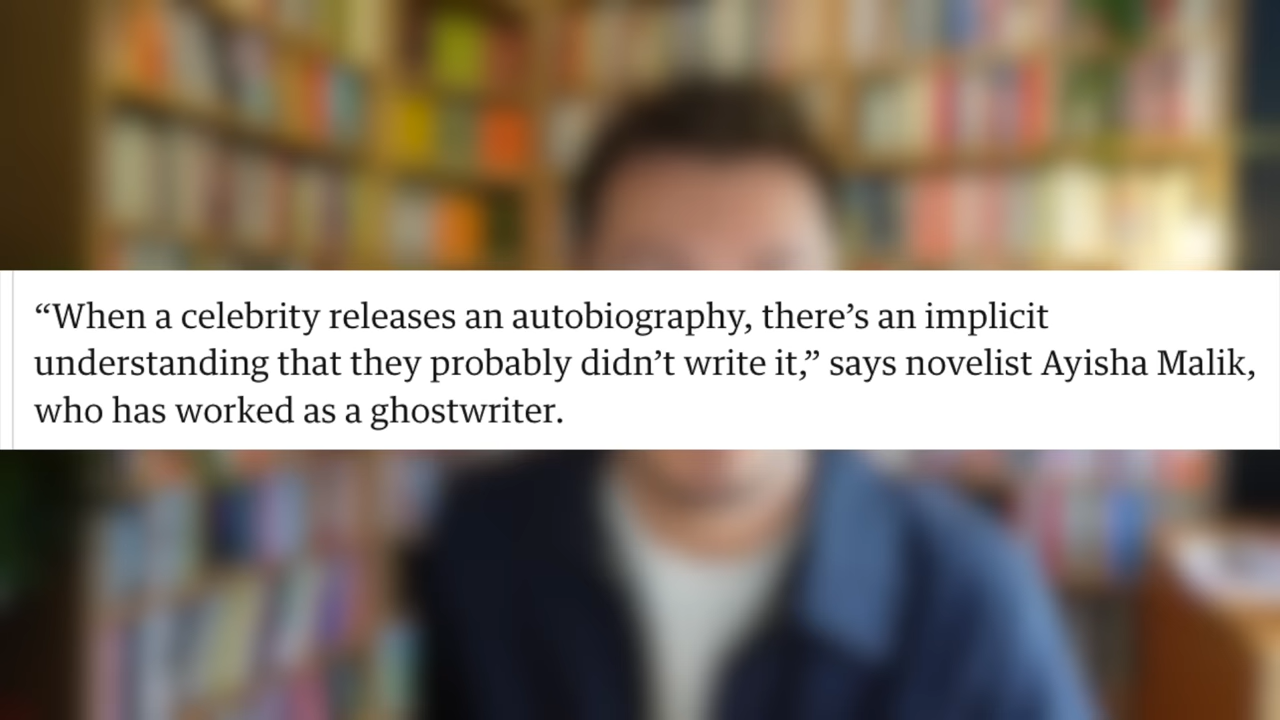 “When a celebrity releases an autobiography, there’s an implicit
understanding that they probably didn’t write it,” says novelist Ayisha Malik,
who has worked as a ghostwriter.